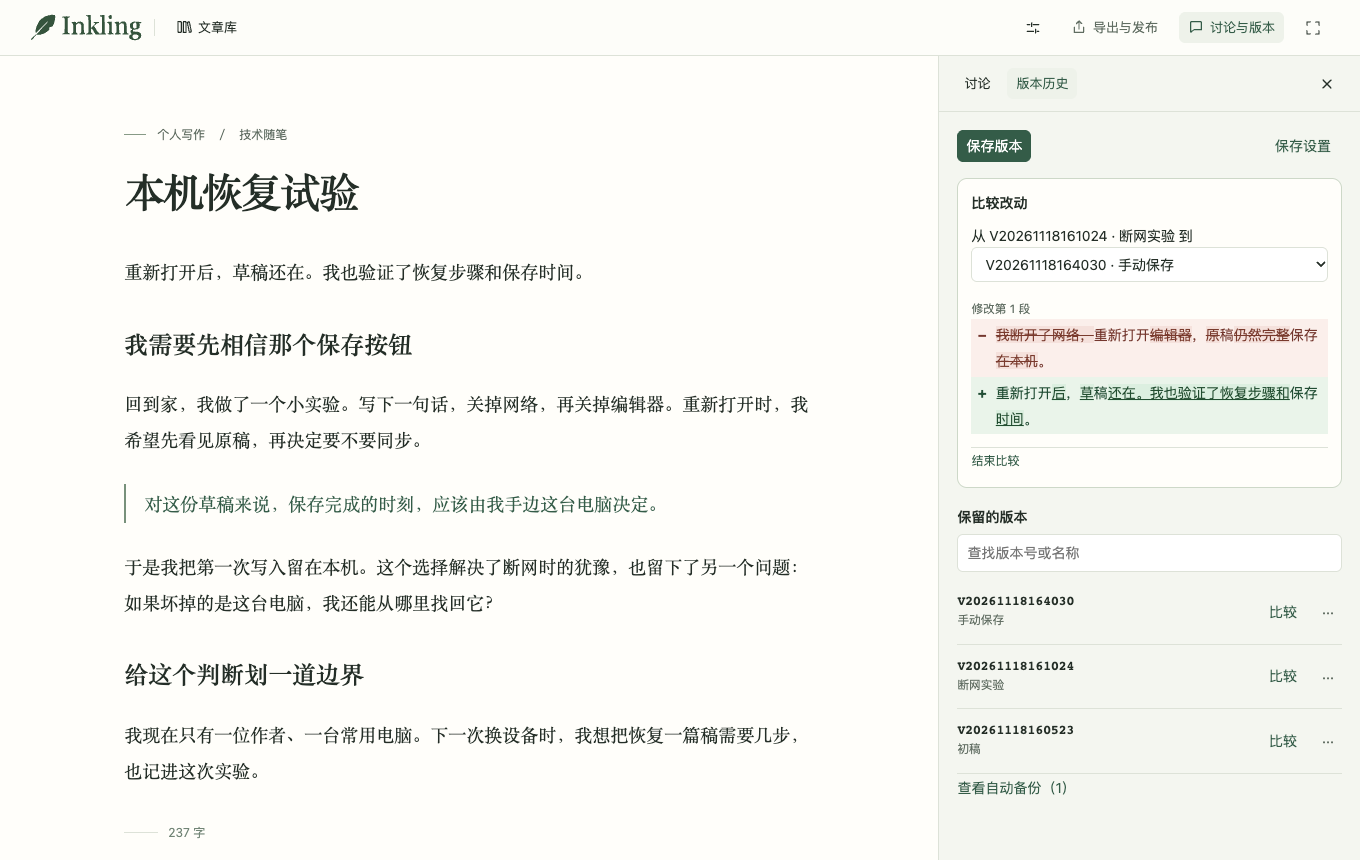 Inkling
文章库
导出与发布
讨论与版本
个人写作 / 技术随笔
本机恢复试验
重新打开后，草稿还在。我也验证了恢复步骤和保存时间。
我需要先相信那个保存按钮
回到家，我做了一个小实验。写下一句话，关掉网络，再关掉编辑器。重新打开时，我
希望先看见原稿，再决定要不要同步。
对这份草稿来说，保存完成的时刻，应该由我手边这台电脑决定。
于是我把第一次写入留在本机。这个选择解决了断网时的犹豫，也留下了另一个问题：
如果坏掉的是这台电脑，我还能从哪里找回它？
给这个判断划一道边界
我现在只有一位作者、一台常用电脑。下一次换设备时，我想把恢复一篇稿需要几步，
也记进这次实验。
237 字
讨论
版本历史
保存版本
保存设置
比较改动
从 V20261118161024 · 断网实验 到
V20261118164030 · 手动保存
修改第 1 段
− 我断开了网络，重新打开编辑器，原稿仍然完整保存
在本机。
+ 重新打开后，草稿还在。我也验证了恢复步骤和保存
时间。
结束比较
保留的版本
查找版本号或名称
V20261118164030
手动保存
比较 ...
V20261118161024
断网实验
比较 ...
V20261118160523
初稿
比较 ...
查看自动备份（1）